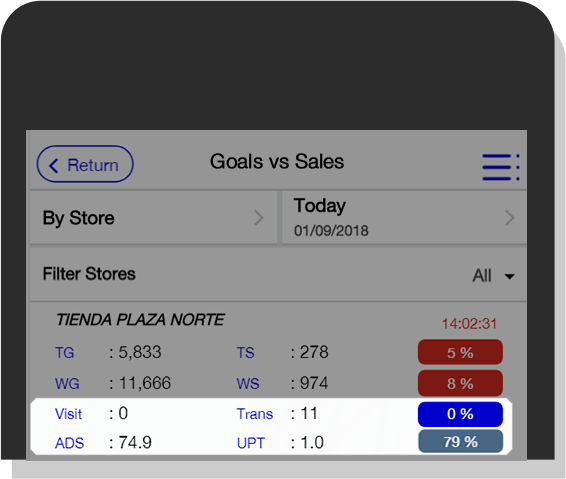 Return Goals vs Sales
By Store Today
01/09/2018
Filter Stores All
TIENDA PLAZA NORTE 14:02:31
TG : 5,833 TS : 278 5 %
WG : 11,666 WS : 974 8 %
Visit : 0 Trans : 11 0 %
ADS : 74.9 UPT : 1.0 79 %